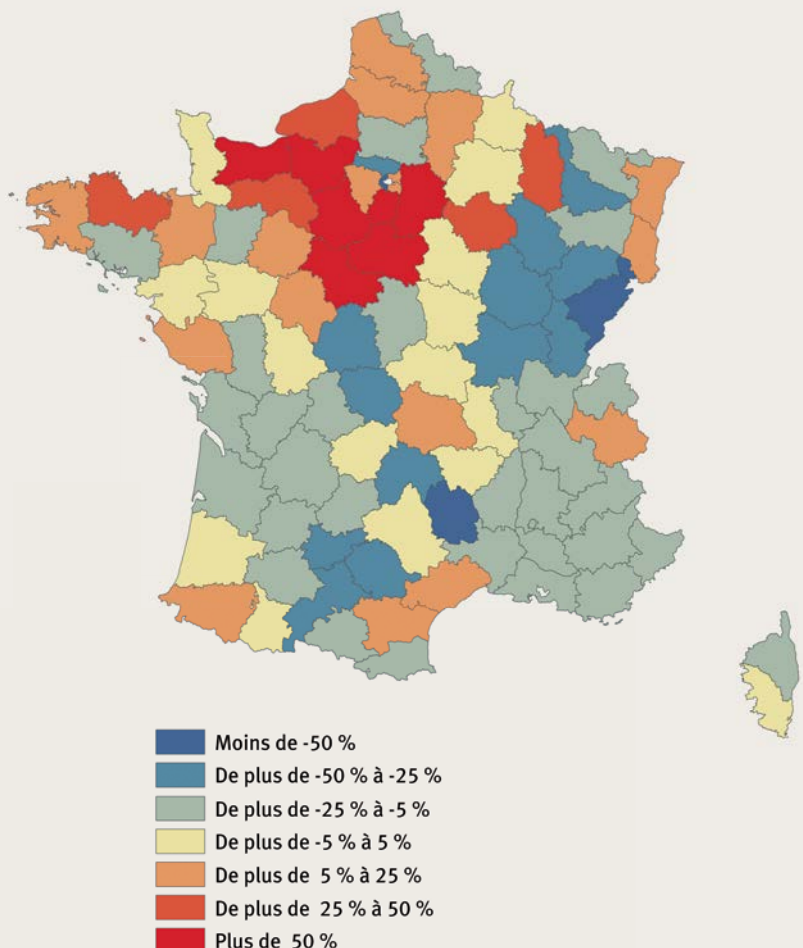 Moins de -50 %
De plus de -50 % à -25 %
De plus de -25 % à -5 %
De plus de -5 % à 5 %
De plus de 5 % à 25 %
De plus de 25 % à 50 %
Plus de 50 %